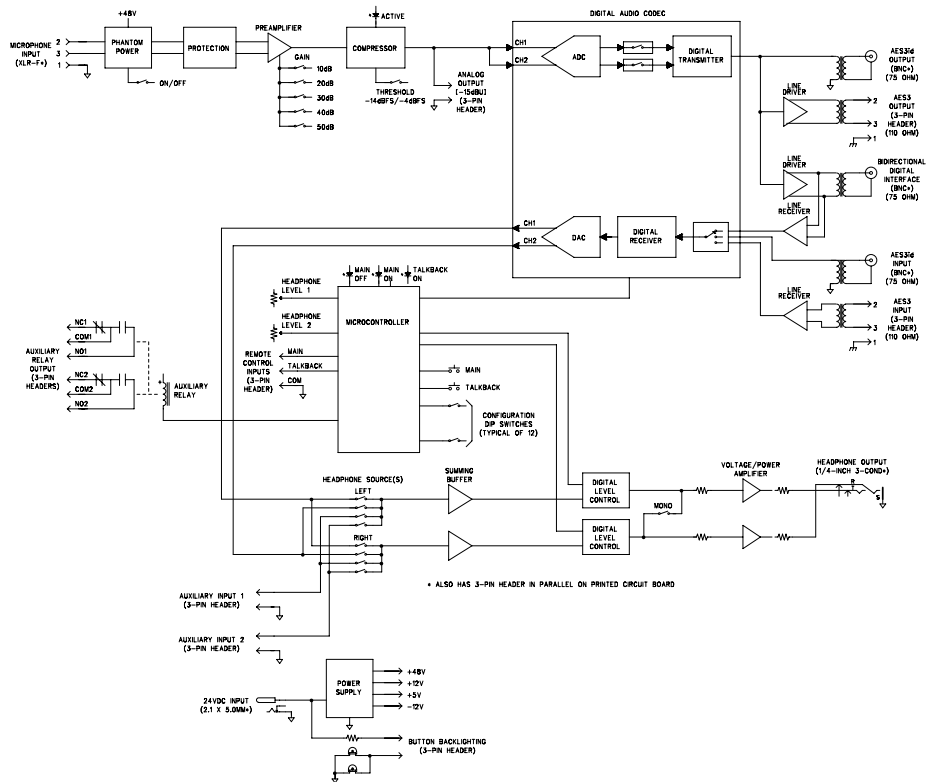 +48V
MICROPHONE
INPUT
(XLR-F*)
2
3
1
PHANTOM
POWER
ON/OFF
PROTECTION
PREAMPLIFIER
GAIN
10dB
20dB
30dB
40dB
50dB
ACTIVE
COMPRESSOR
THRESHOLD
-14dBFS/-4dBFS
ANALOG
OUTPUT
[-15dBU]
(3-PIN
HEADER)
DIGITAL AUDIO CODEC
CH1
CH2
ADC
DIGITAL
TRANSMITTER
AES3id
OUTPUT
(BNC*)
(75 OHM)
LINE
DRIVER
2
3
1
AES3
OUTPUT
(3-PIN
HEADER)
(110 OHM)
LINE
DRIVER
BIDIRECTIONAL
DIGITAL
INTERFACE
(BNC*)
(75 OHM)
LINE
RECEIVER
CH1
CH2
DAC
DIGITAL
RECEIVER
AES3id
INPUT
(BNC*)
(75 OHM)
LINE
RECEIVER
2
3
1
AES3
INPUT
(3-PIN
HEADER)
(110 OHM)
MAIN
OFF
MAIN
ON
TALKBACK
ON
HEADPHONE
LEVEL 1
HEADPHONE
LEVEL 2
MICROCONTROLLER
REMOTE
CONTROL
INPUTS
(3-PIN
HEADER)
MAIN
TALKBACK
COM
MAIN
TALKBACK
CONFIGURATION
DIP SWITCHES
(TYPICAL OF 12)
AUXILIARY
RELAY
OUTPUT
(3-PIN
HEADERS)
NC1
COM1
NO1
NC2
COM2
NO2
AUXILIARY
RELAY
HEADPHONE SOURCE(S)
LEFT
RIGHT
SUMMING
BUFFER
DIGITAL
LEVEL
CONTROL
DIGITAL
LEVEL
CONTROL
MONO
VOLTAGE/POWER
AMPLIFIER
HEADPHONE OUTPUT
(1/4-INCH 3-COND*)
R
S
* ALSO HAS 3-PIN HEADER IN PARALLEL ON PRINTED CIRCUIT BOARD
AUXILIARY INPUT 1
(3-PIN HEADER)
AUXILIARY INPUT 2
(3-PIN HEADER)
24VDC INPUT
(2.1 X 5.0MM*)
POWER
SUPPLY
+48V
+12V
+5V
-12V
BUTTON BACKLIGHTING
(3-PIN HEADER)